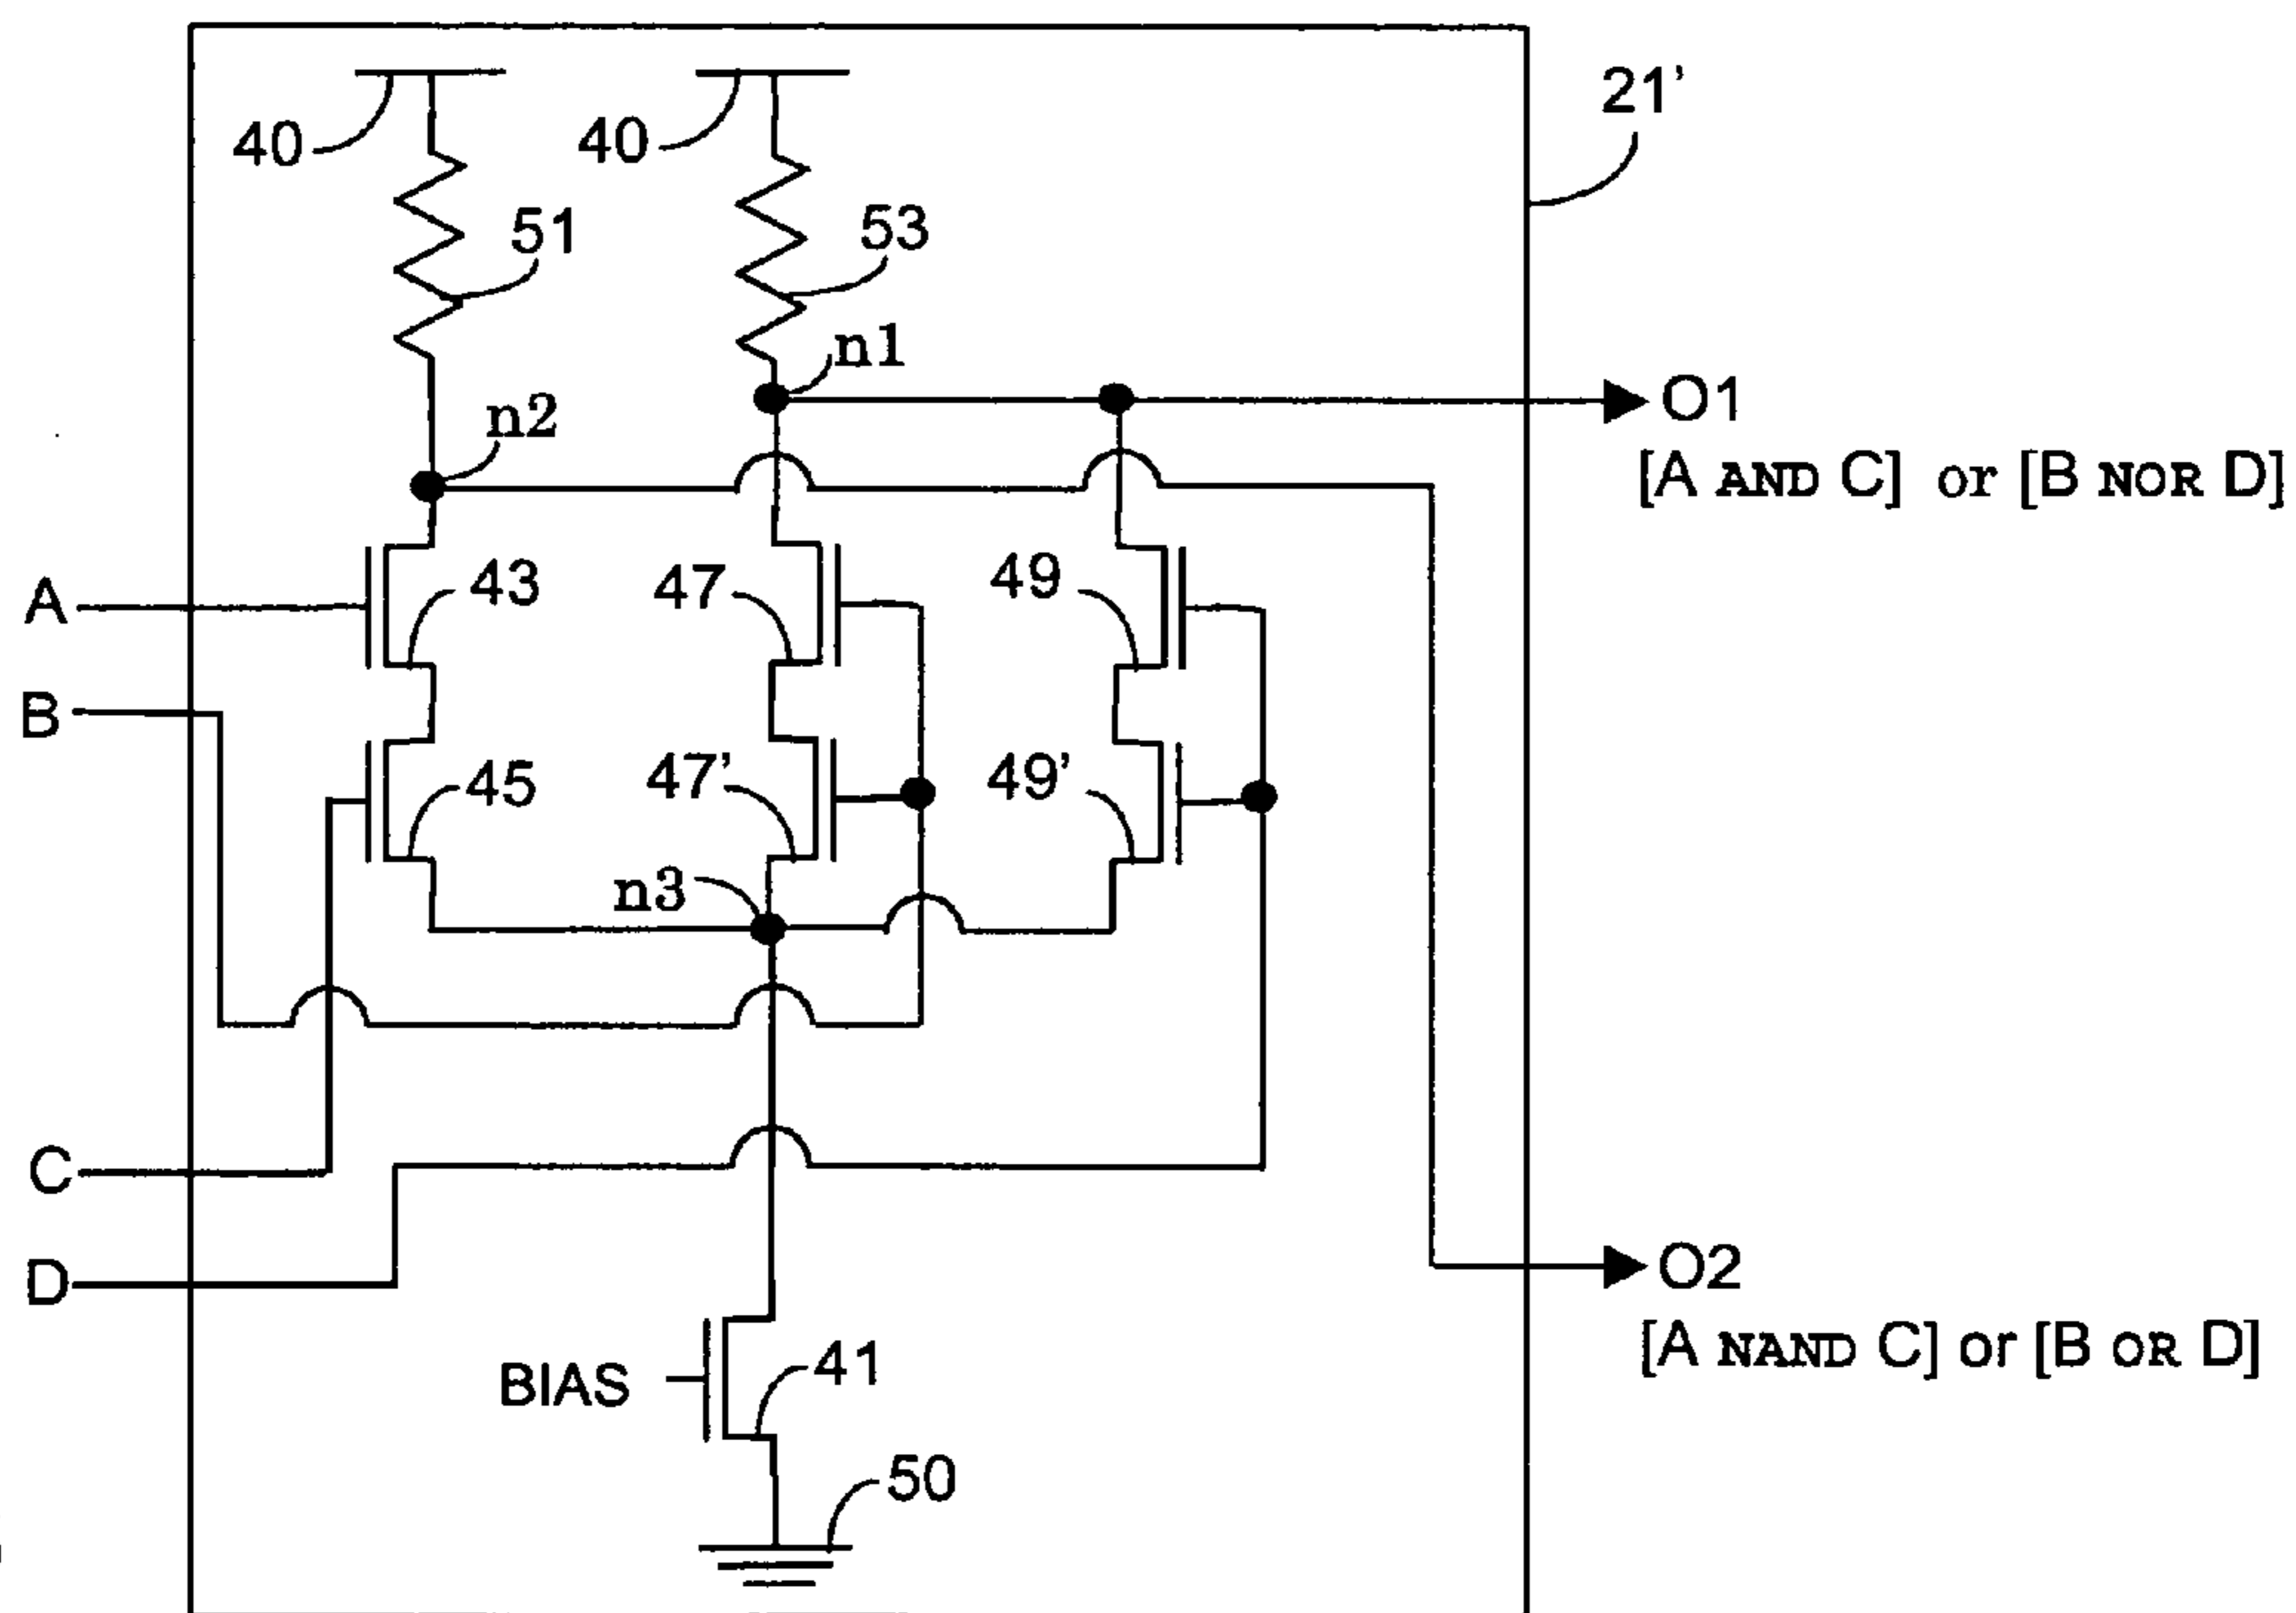 21'
40
40
51
53
n1
n2
O1
[A AND C] or [B NOR D]
A
43
47
49
B
45
47'
49'
n3
C
D
O2
[A NAND C] or [B OR D]
BIAS
41
50